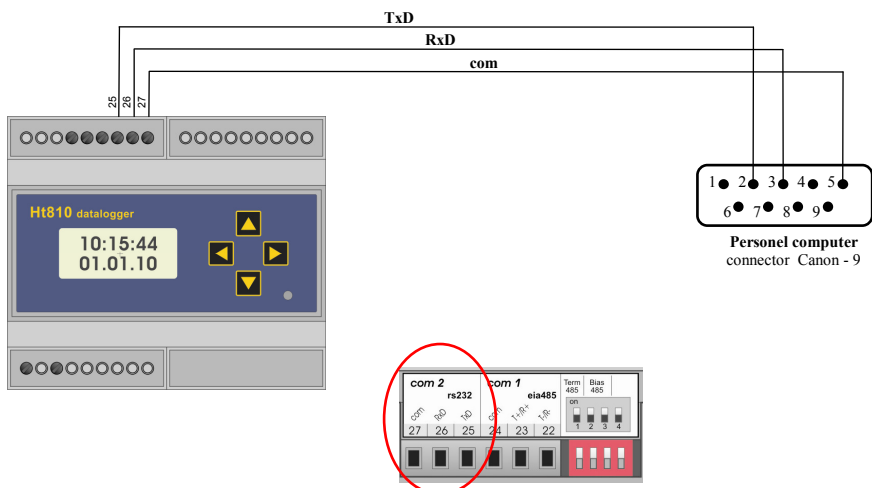 TxD
RxD
com
25
26
27
Ht810 datalogger
10:15:44
01.01.10
1 2 3 4 5
6 7 8 9
Personel computer
connector Canon - 9
com 2
rs232
com 1
eia485
Term
485
Bias
485
on
com RxD TxD com T+/R+ T-/R-
1 2 3 4
27 26 25 24 23 22